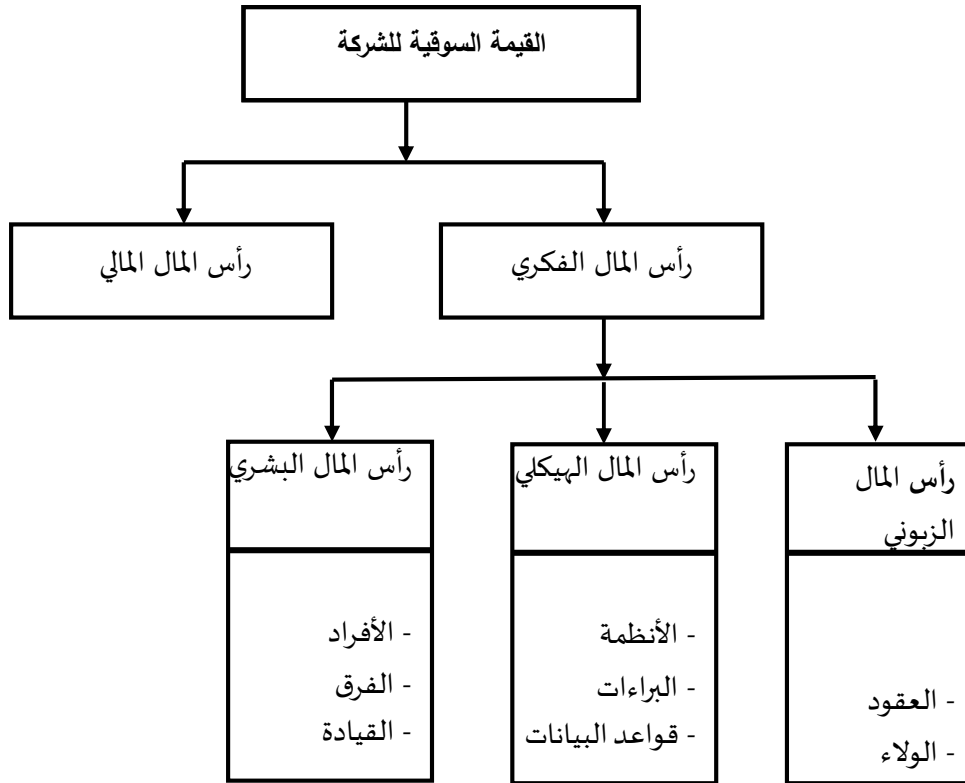 القيمة السوقية للشركة
رأس المال الفكري
رأس المال المالي
رأس المال
الزبوني
- العقود
- الولاء
رأس المال الهيكلي
- الأنظمة
- البراءات
- قواعد البيانات
رأس المال البشري
- الأفراد
- الفرق
- القيادة